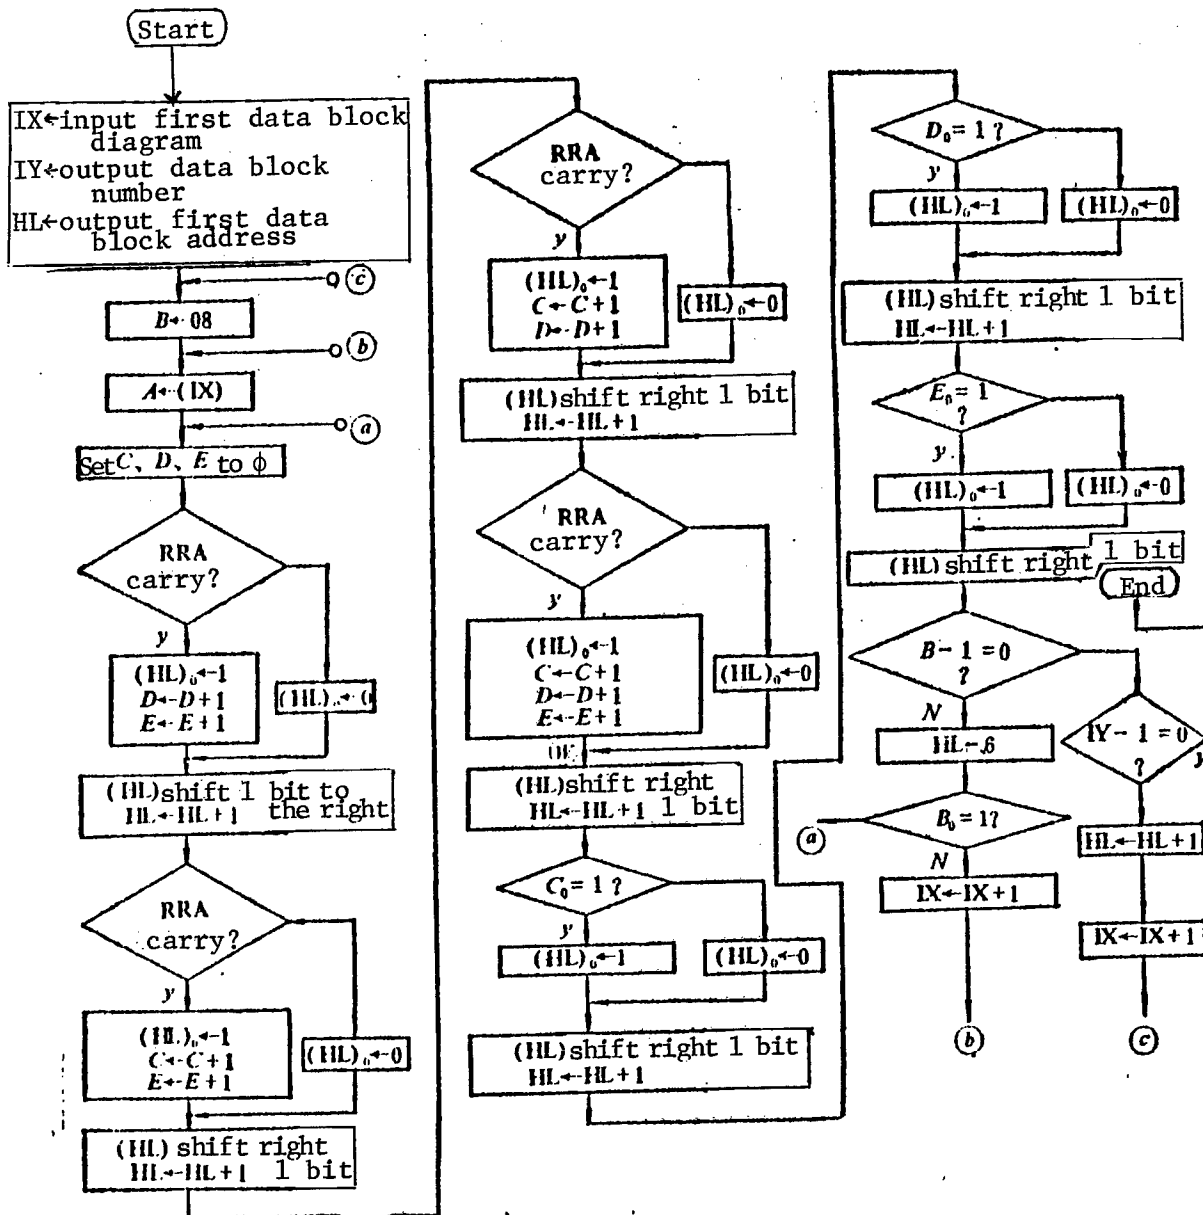 Start
IX←input first data block
diagram
IY←output data block
number
HL←output first data
block address
c
B←08
b
A←(IX)
a
Set C、D、E to ϕ
RRA
carry?
y
(HL)₀←1
D←D+1
E←E+1
(HL) shift 1 bit to
HL←HL+1 the right
RRA
carry?
y
(HL)₀←1
C←C+1
E←E+1
(HL)₀←0
(HL) shift right
HL←HL+1 1 bit
RRA
carry?
y
(HL)₀←1
C←C+1
D←D+1
(HL)₀←0
(HL) shift right 1 bit
HL←HL+1
RRA
carry?
y
(HL)₀←1
C←C+1
D←D+1
E←E+1
(HL)₀←0
(HL) shift right
HL←HL+1 1 bit
C₀=1?
y
(HL)₀←1
(HL)₀←0
(HL) shift right 1 bit
HL←HL+1
D₀=1?
y
(HL)₀←1
(HL)₀←0
(HL) shift right 1 bit
HL←HL+1
E₀=1
?
y
(HL)₀←1
(HL)₀←0
(HL) shift right 1 bit
End
B-1=0
?
N
HL-6
IY-1=0
?
y
a
B₀=1?
N
IX←IX+1
b
HL←HL+1
IX←IX+1
c